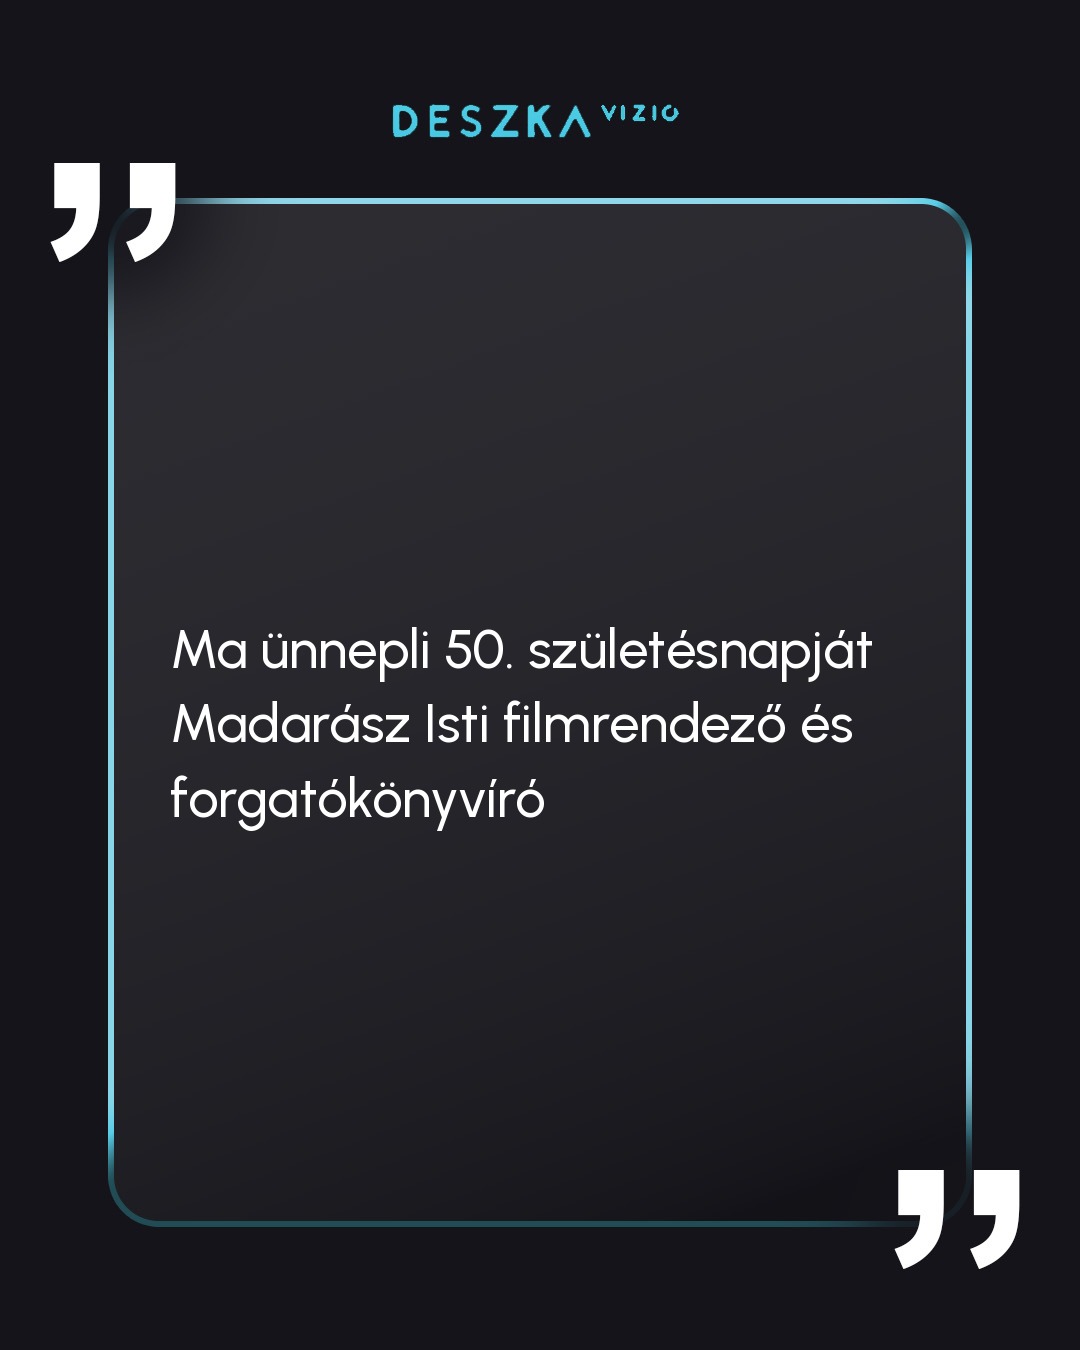 DESZKA VIZIO
”
Ma ünnepli 50. születésnapját
Madarász Isti filmrendező és
forgatókönyvíró
”